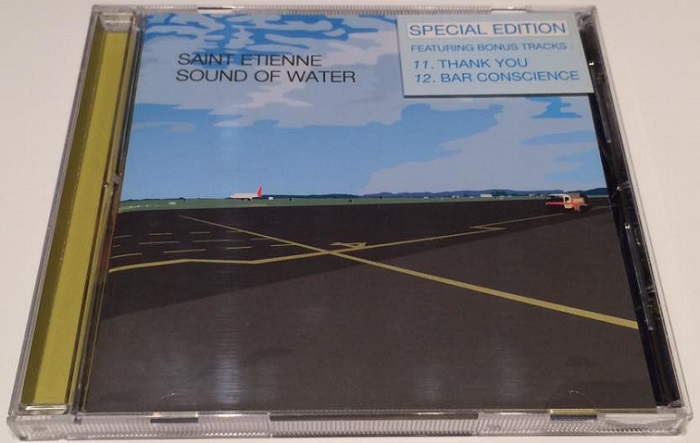 SAINT ETIENNE
SOUND OF WATER
SPECIAL EDITION
FEATURING BONUS TRACKS :
11. THANK YOU
12. BAR CONSCIENCE